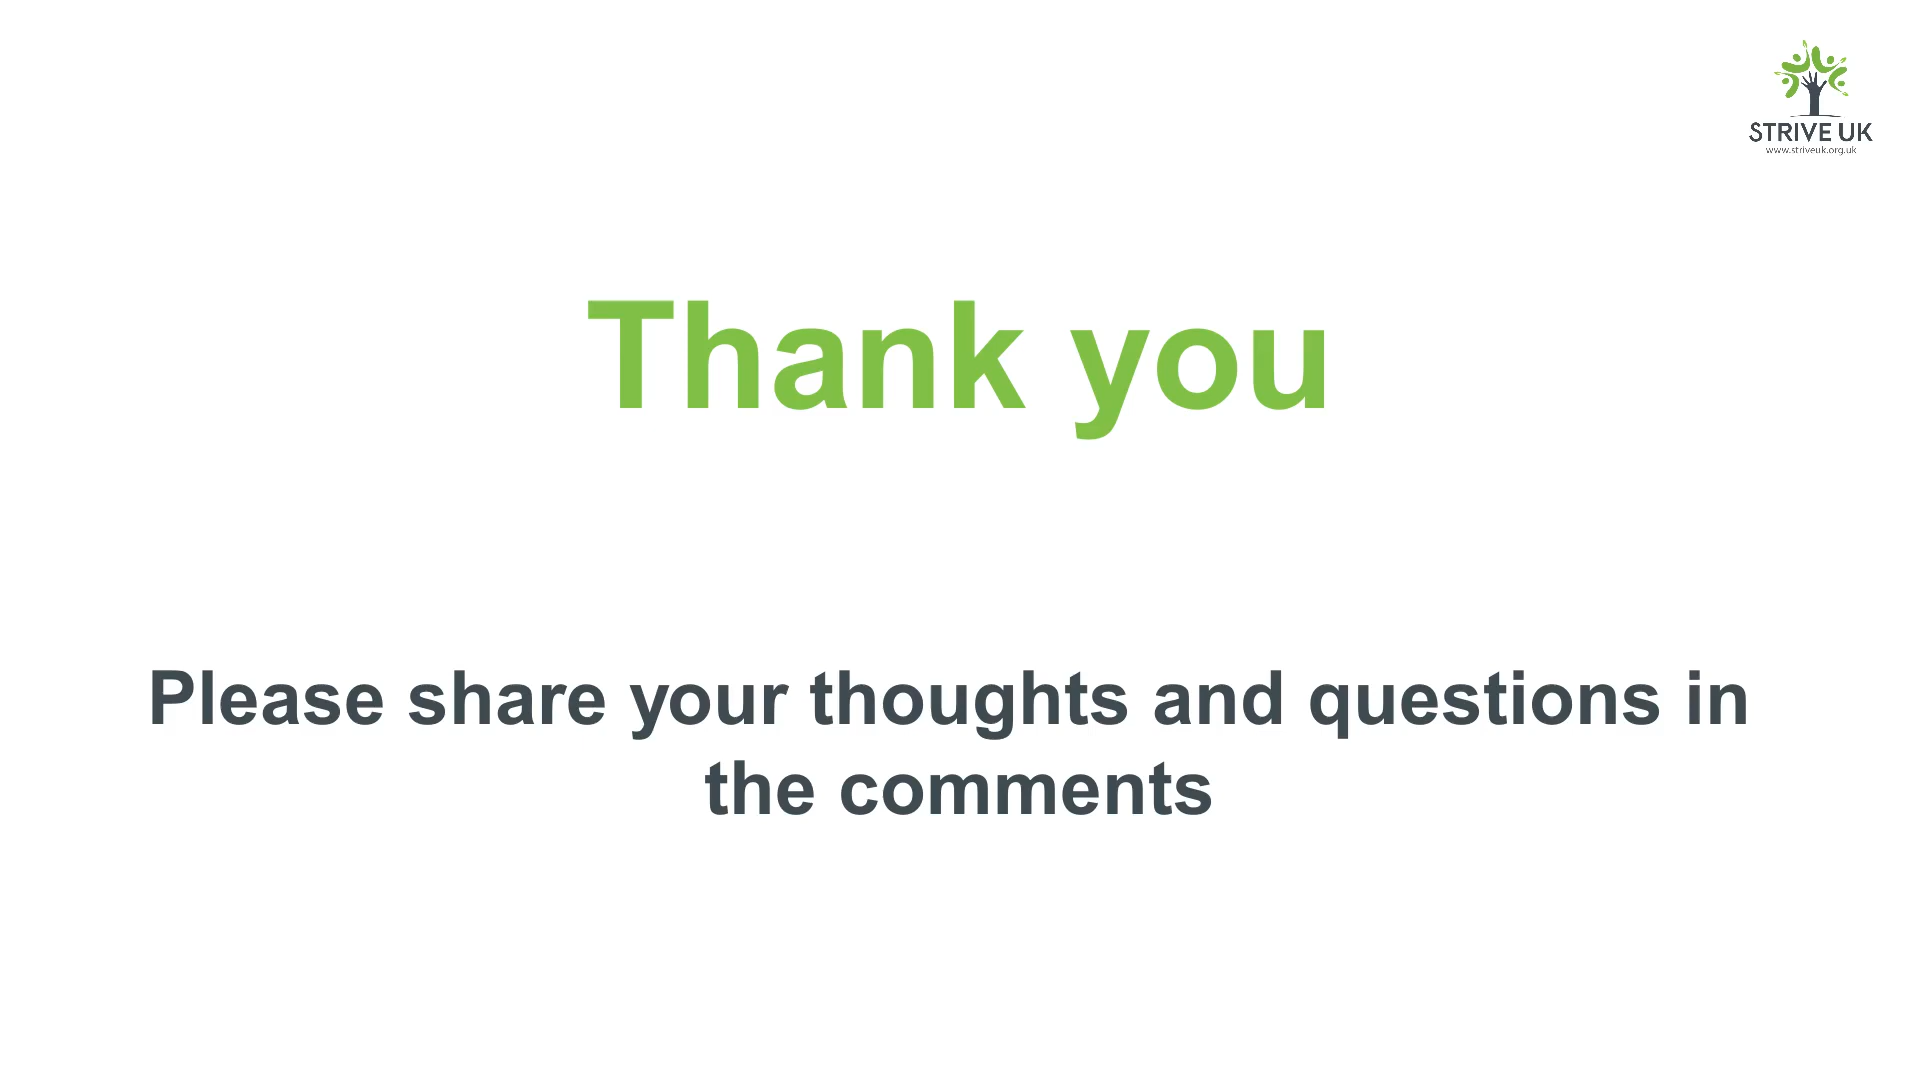 STRIVE UK
www.striveuk.org.uk
Thank you
Please share your thoughts and questions in
the comments